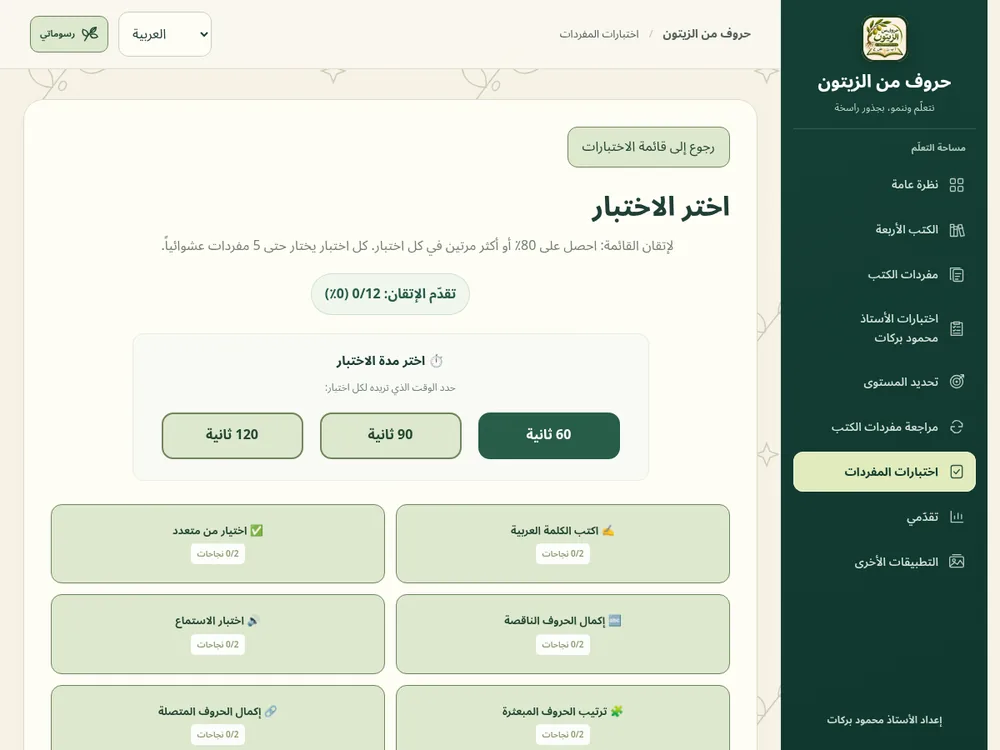 حروف من الزيتون
نتعلّم وننمو، بجذور راسخة
مساحة التعلّم
نظرة عامة
الكتب الأربعة
مفردات الكتب
اختبارات الأستاذ
محمود بركات
تحديد المستوى
مراجعة مفردات الكتب
اختبارات المفردات
تقدّمي
التطبيقات الأخرى
إعداد الأستاذ محمود بركات
حروف من الزيتون / اختبارات المفردات
العربية
رسوماتي
رجوع إلى قائمة الاختبارات
اختر الاختبار
لإتقان القائمة: احصل على 80٪ أو أكثر مرتين في كل اختبار. كل اختبار يختار حتى 5 مفردات عشوائياً.
تقدّم الإتقان: 0/12 (0٪)
⏱️ اختر مدة الاختبار
حدد الوقت الذي تريده لكل اختبار:
60 ثانية
90 ثانية
120 ثانية
✍️ اكتب الكلمة العربية
0/2 نجاحات
✅ اختيار من متعدد
0/2 نجاحات
🔤 إكمال الحروف الناقصة
0/2 نجاحات
🔊 اختبار الاستماع
0/2 نجاحات
🧩 ترتيب الحروف المبعثرة
0/2 نجاحات
🔗 إكمال الحروف المتصلة
0/2 نجاحات